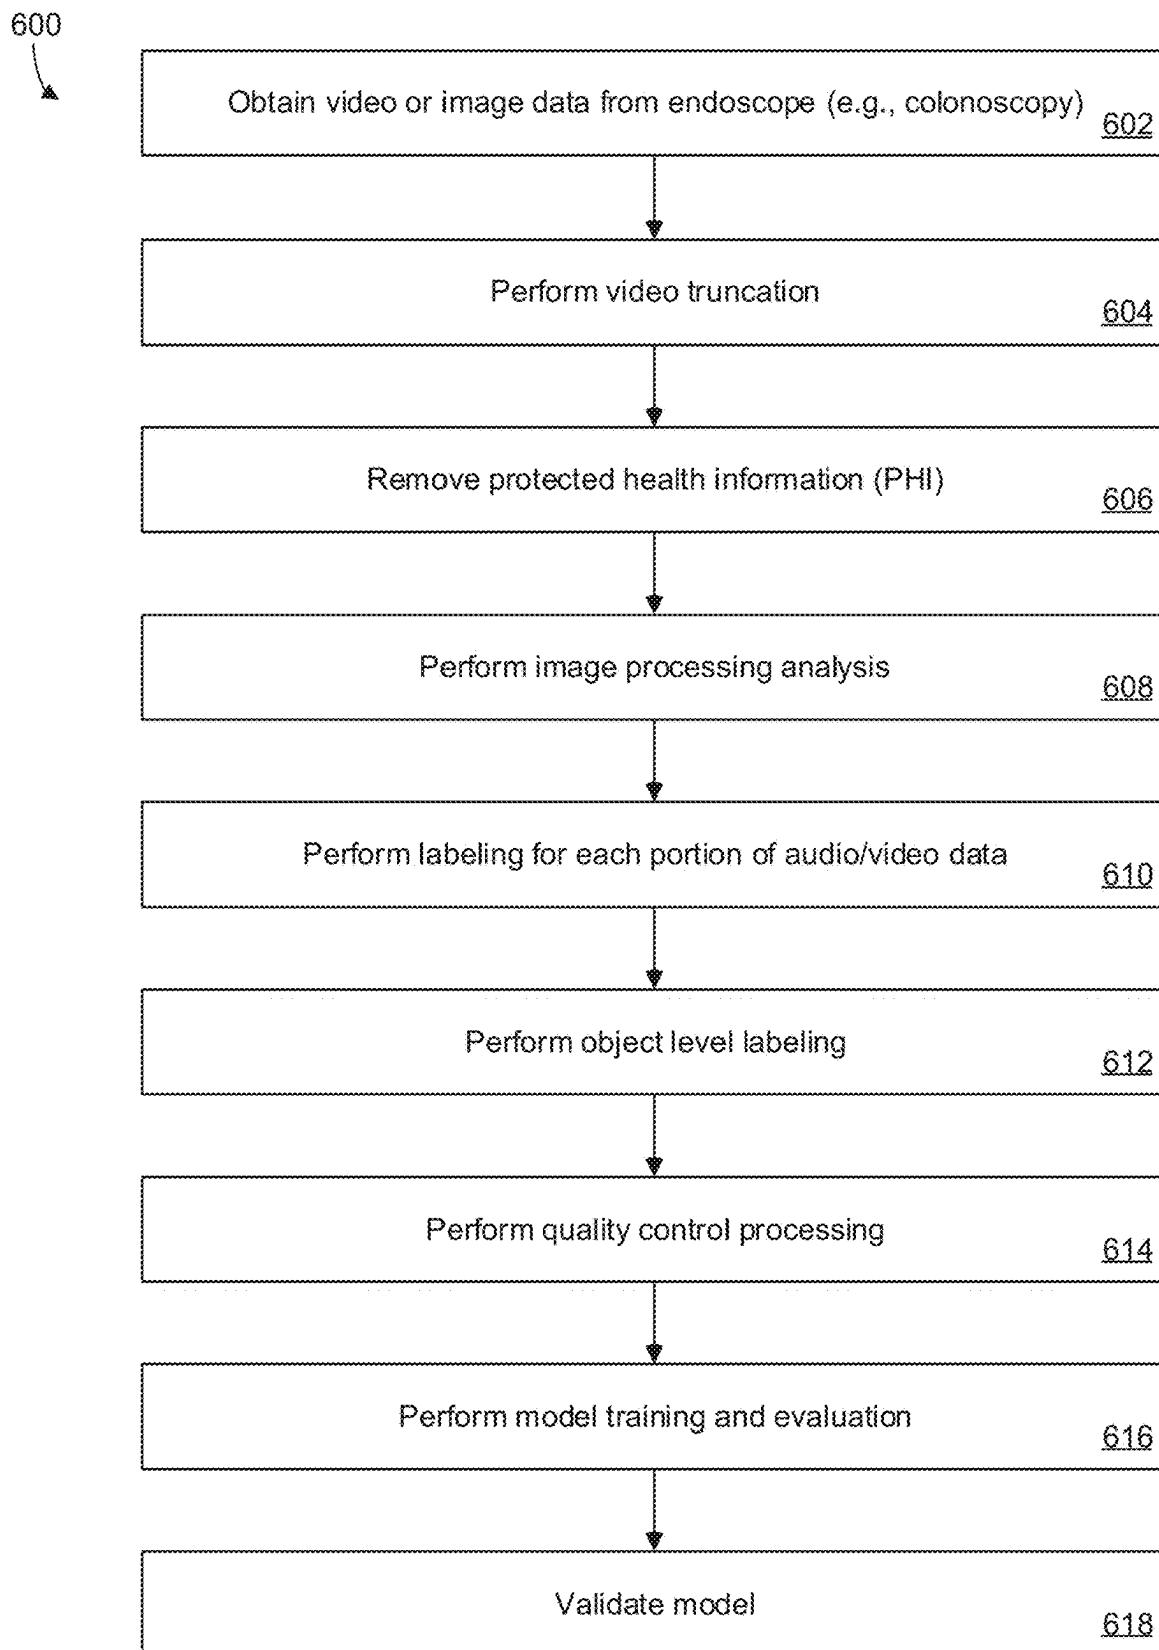 600
Obtain video or image data from endoscope (e.g., colonoscopy)
602
Perform video truncation
604
Remove protected health information (PHI)
606
Perform image processing analysis
608
Perform labeling for each portion of audio/video data
610
Perform object level labeling
612
Perform quality control processing
614
Perform model training and evaluation
616
Validate model
618